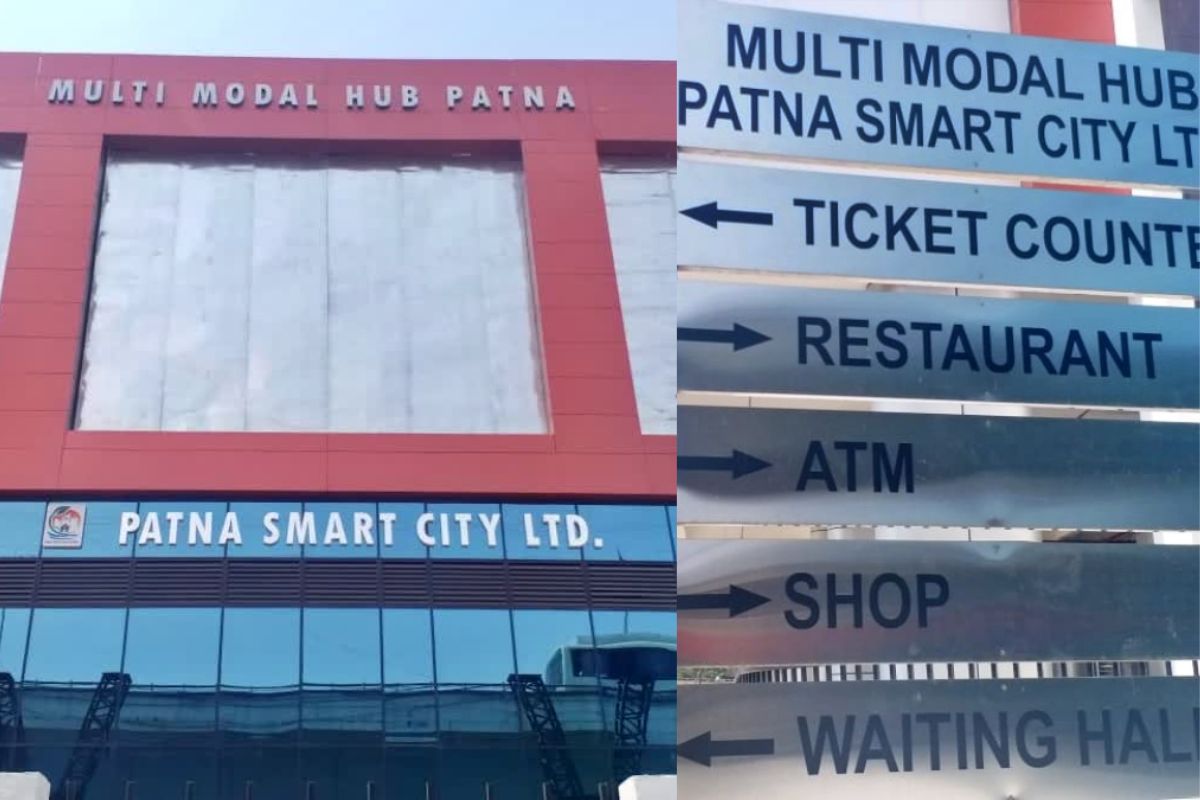 MULTI MODAL HUB PATNA
PATNA SMART CITY LTD.
MULTI MODAL HUB
PATNA SMART CITY LT
TICKET COUNTE
RESTAURANT
ATM
SHOP
WAITING HAL